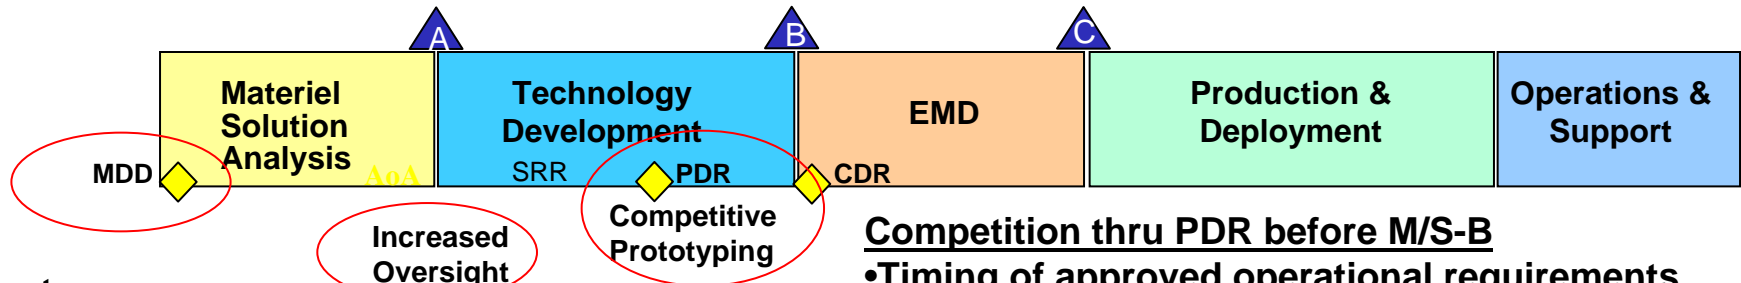 A
B
C
Materiel
Solution
Analysis
Technology
Development
EMD
Production &
Deployment
Operations &
Support
MDD
AoA
SRR
PDR
CDR
Competitive
Prototyping
Increased
Oversight
Competition thru PDR before M/S-B
•Timing of approved operational requirements